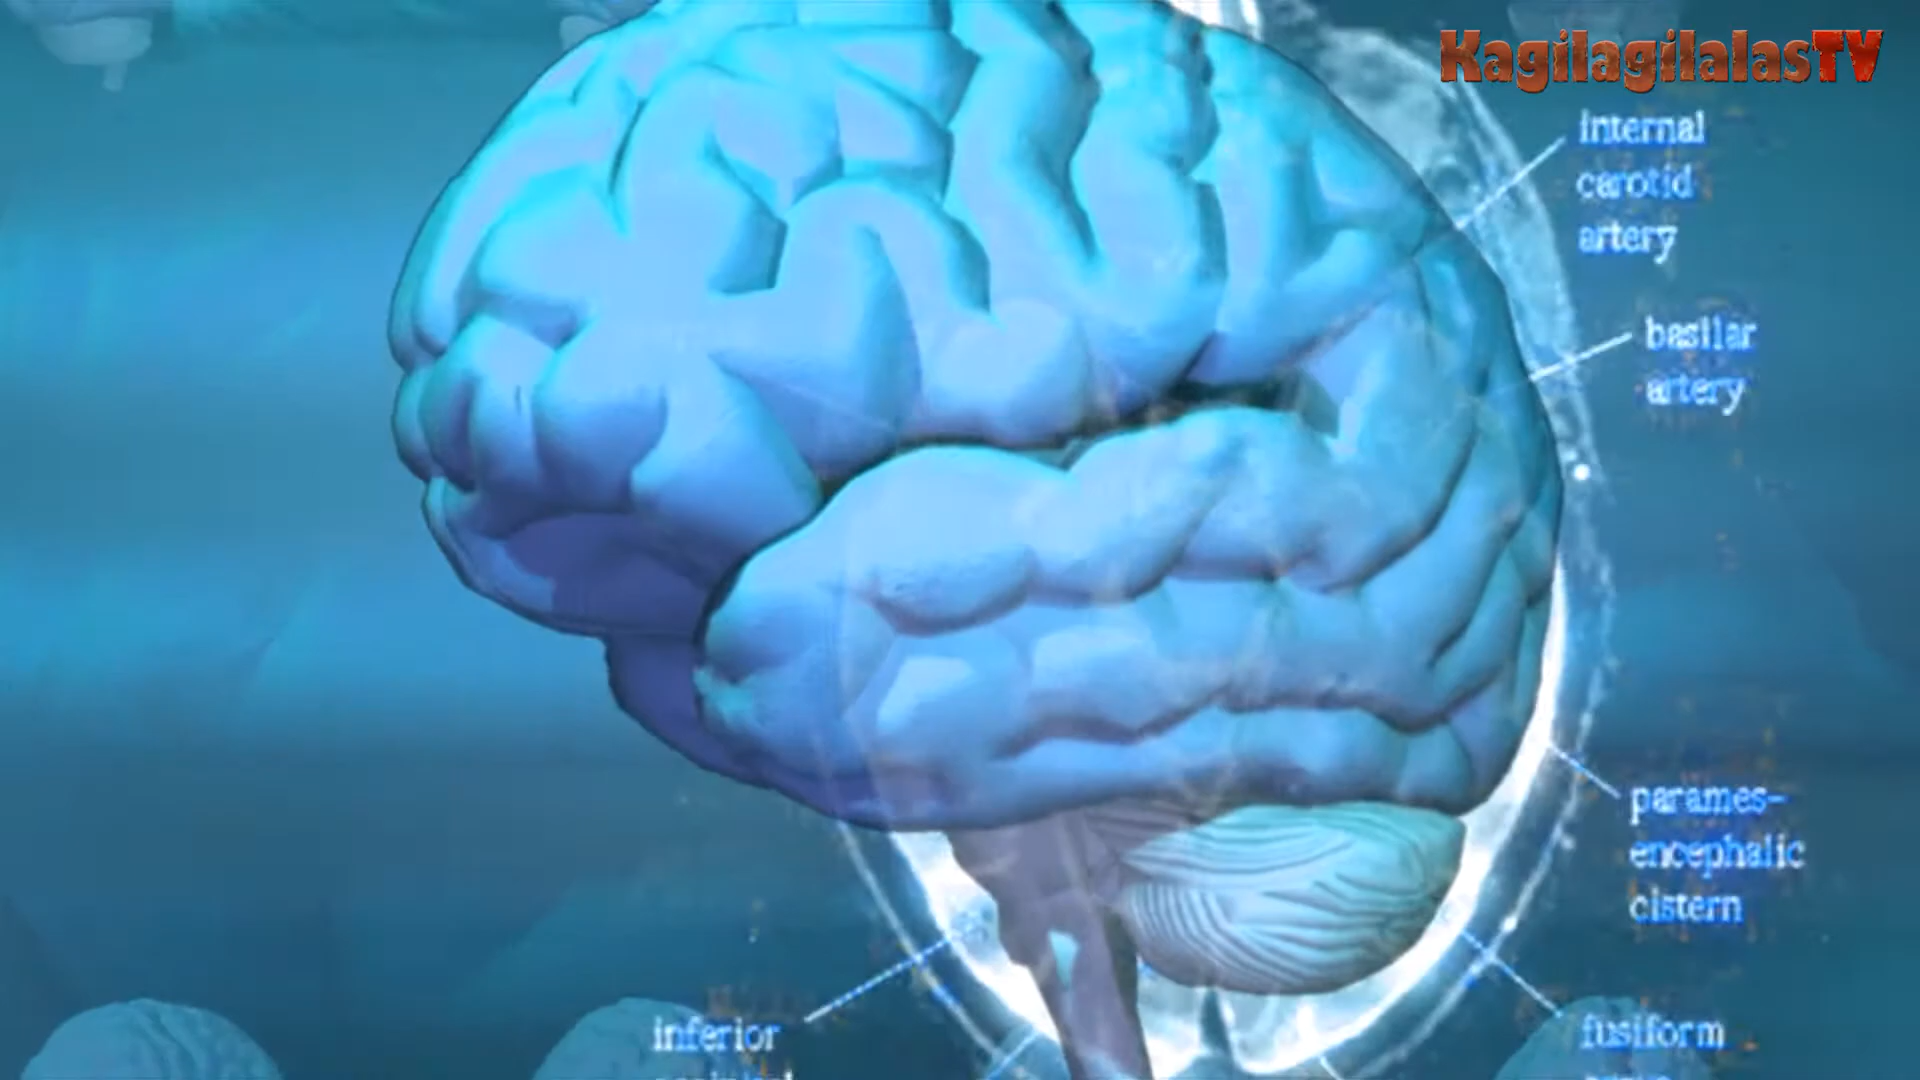 KagilagilalasTV
internal
carotid
artery
basilar
artery
parames-
encephalic
cistern
inferior
fusiform